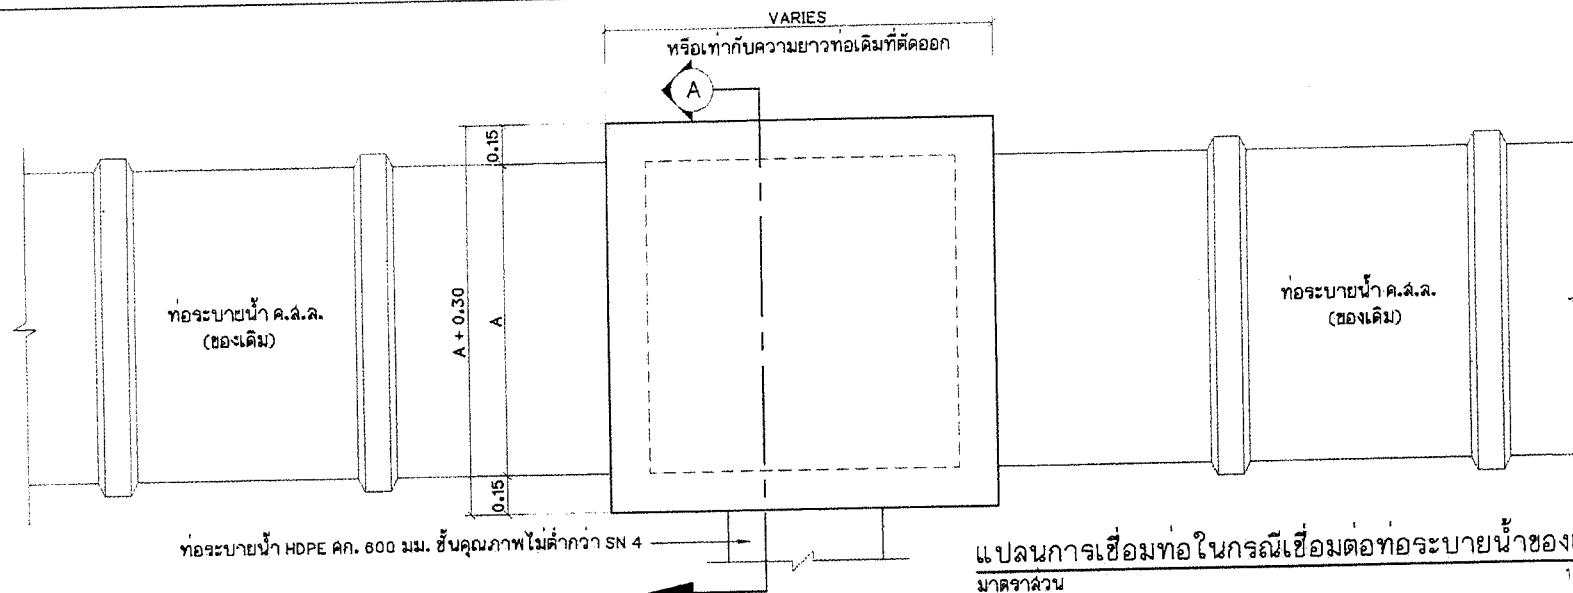 VARIES
หรือเท่ากับความยาวท่อเดิมที่ตัดออก
A
0.15
A + 0.30
A
0.15
ท่อระบายน้ำ ค.ส.ล.
(ของเดิม)
ท่อระบายน้ำ ค.ส.ล.
(ของเดิม)
ท่อระบายน้ำ HDPE ศก. 600 มม. ชั้นคุณภาพไม่ต่ำกว่า SN 4
แปลนการเชื่อมท่อในกรณีเชื่อมต่อท่อระบายน้ำของ
มาตราส่วน 1